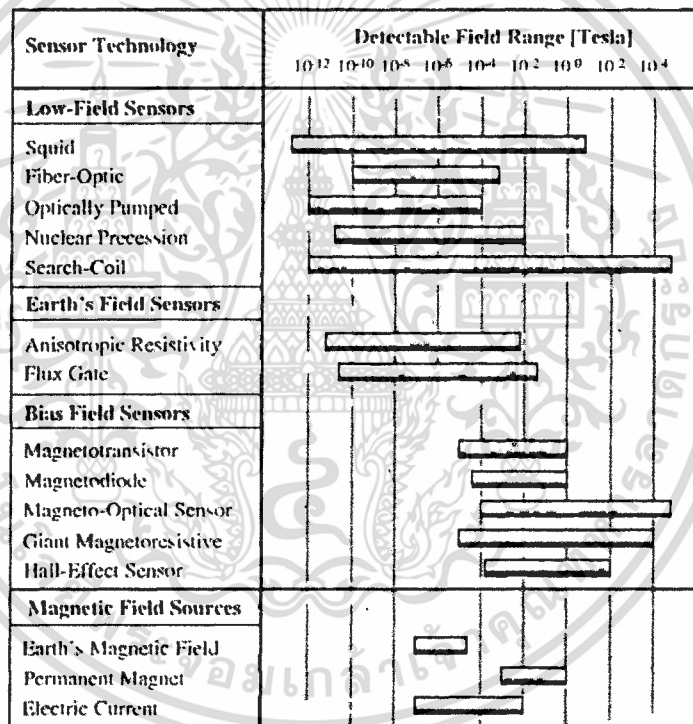 Sensor Technology
Detectable Field Range [Tesla]
10⁻¹² 10⁻¹⁰ 10⁻⁸ 10⁻⁶ 10⁻⁴ 10⁻² 10⁰ 10² 10⁴
Low-Field Sensors
Squid
Fiber-Optic
Optically Pumped
Nuclear Precession
Search-Coil
Earth's Field Sensors
Anisotropic Resistivity
Flux Gate
Bias Field Sensors
Magnetotransistor
Magnetodiode
Magneto-Optical Sensor
Giant Magnetoresistive
Hall-Effect Sensor
Magnetic Field Sources
Earth's Magnetic Field
Permanent Magnet
Electric Current